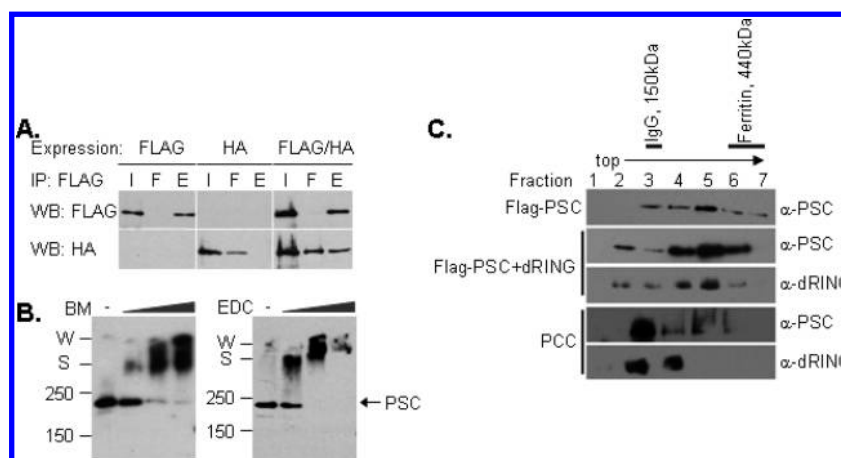 A.
Expression: FLAG HA FLAG/HA
IP: FLAG I F E I F E I F E
WB: FLAG
WB: HA
B.
BM - EDC -
W W
S S
250 250
150 150
← PSC
C.
IgG, 150kDa
Ferritin, 440kDa
top
Fraction 1 2 3 4 5 6 7
Flag-PSC α-PSC
Flag-PSC+dRING α-PSC
α-dRING
PCC α-PSC
α-dRING